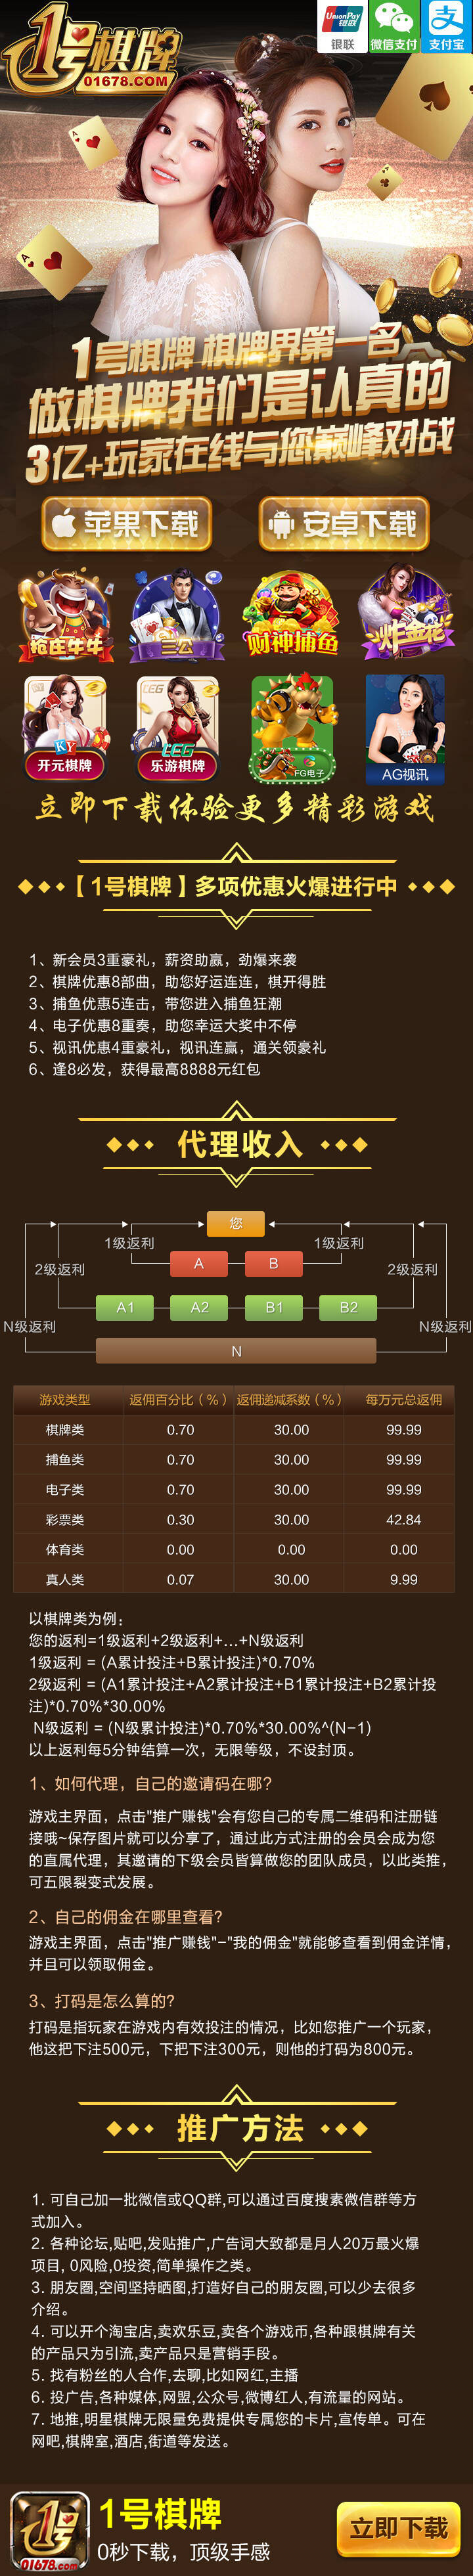 1号棋牌
01678.COM
UnionPay
银联
银联
微信支付
支付宝
1号棋牌 棋牌界第一名
做棋牌我们是认真的
3亿+玩家在线与您巅峰对战
苹果下载
安卓下载
抢庄牛牛
三公
财神捕鱼
炸金花
KY
开元棋牌
LEG
LEG
乐游棋牌
FG电子
AG视讯
立即下载体验更多精彩游戏
【1号棋牌】多项优惠火爆进行中
1、新会员3重豪礼，薪资助赢，劲爆来袭
2、棋牌优惠8部曲，助您好运连连，棋开得胜
3、捕鱼优惠5连击，带您进入捕鱼狂潮
4、电子优惠8重奏，助您幸运大奖中不停
5、视讯优惠4重豪礼，视讯连赢，通关领豪礼
6、逢8必发，获得最高8888元红包
代理收入
您
1级返利
1级返利
A
B
2级返利
2级返利
A1
A2
B1
B2
N级返利
N级返利
N
游戏类型 返佣百分比（%） 返佣递减系数（%） 每万元总返佣
棋牌类 0.70 30.00 99.99
捕鱼类 0.70 30.00 99.99
电子类 0.70 30.00 99.99
彩票类 0.30 30.00 42.84
体育类 0.00 0.00 0.00
真人类 0.07 30.00 9.99
以棋牌类为例：
您的返利=1级返利+2级返利+...+N级返利
1级返利 = (A累计投注+B累计投注)*0.70%
2级返利 = (A1累计投注+A2累计投注+B1累计投注+B2累计投
注)*0.70%*30.00%
N级返利 = (N级累计投注)*0.70%*30.00%^(N-1)
以上返利每5分钟结算一次，无限等级，不设封顶。
1、如何代理，自己的邀请码在哪?
游戏主界面，点击"推广赚钱"会有您自己的专属二维码和注册链
接哦~保存图片就可以分享了，通过此方式注册的会员会成为您
的直属代理，其邀请的下级会员皆算做您的团队成员，以此类推，
可五限裂变式发展。
2、自己的佣金在哪里查看?
游戏主界面，点击"推广赚钱"-"我的佣金"就能够查看到佣金详情，
并且可以领取佣金。
3、打码是怎么算的?
打码是指玩家在游戏内有效投注的情况，比如您推广一个玩家，
他这把下注500元，下把下注300元，则他的打码为800元。
推广方法
1. 可自己加一批微信或QQ群,可以通过百度搜素微信群等方
式加入。
2. 各种论坛,贴吧,发贴推广,广告词大致都是月人20万最火爆
项目, 0风险,0投资,简单操作之类。
3. 朋友圈,空间坚持晒图,打造好自己的朋友圈,可以少去很多
介绍。
4. 可以开个淘宝店,卖欢乐豆,卖各个游戏币,各种跟棋牌有关
的产品只为引流,卖产品只是营销手段。
5. 找有粉丝的人合作,去聊,比如网红,主播
6. 投广告,各种媒体,网盟,公众号,微博红人,有流量的网站。
7. 地推,明星棋牌无限量免费提供专属您的卡片,宣传单。可在
网吧,棋牌室,酒店,街道等发送。
1号
01678.com
1号棋牌
0秒下载，顶级手感
立即下载